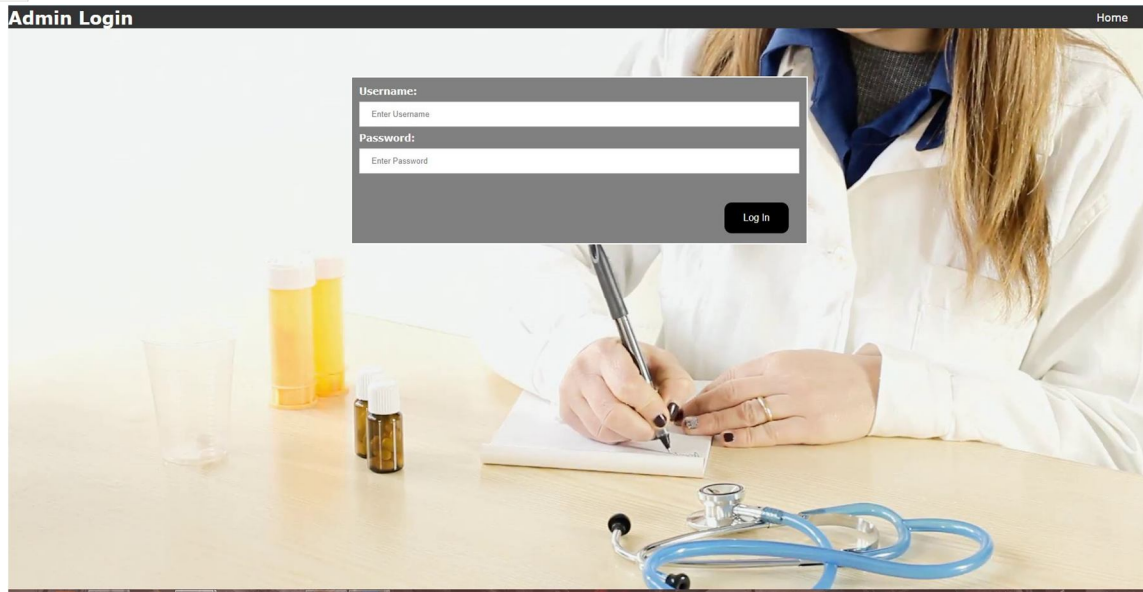 Admin Login
Home
Username:
Enter Username
Password:
Enter Password
Log In